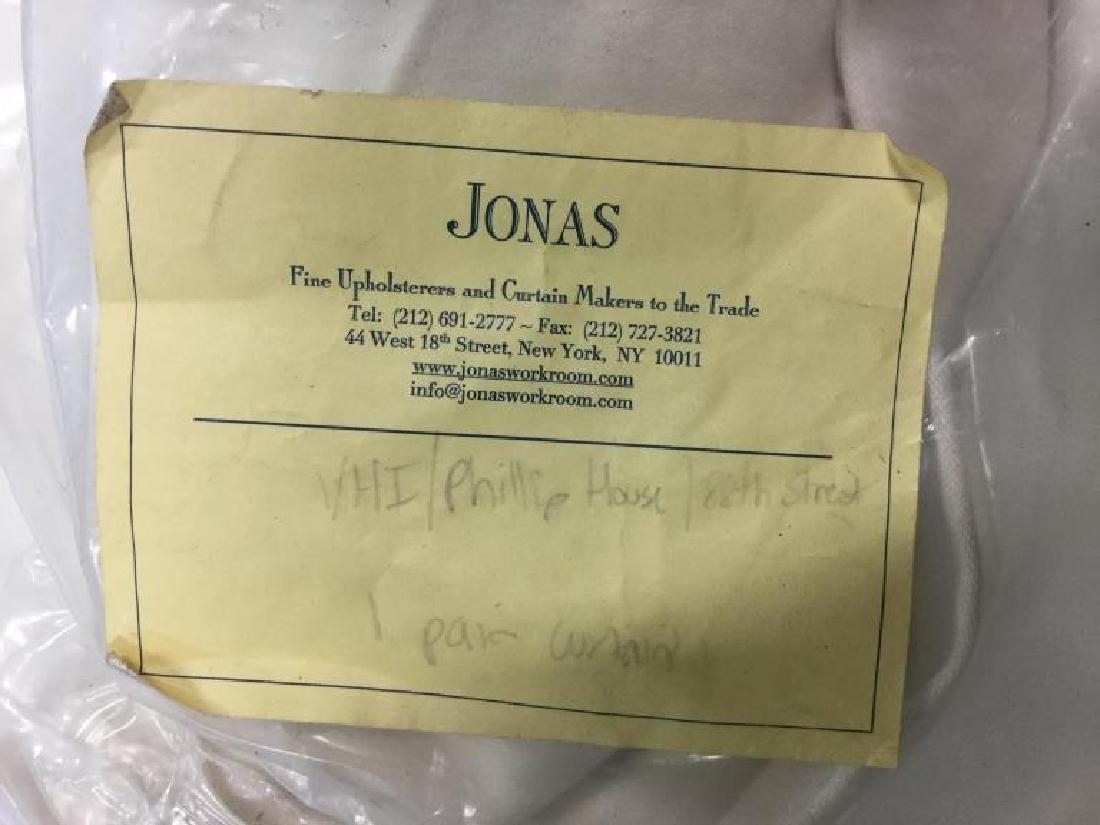 JONAS
Fine Upholsterers and Curtain Makers to the Trade
Tel: (212) 691-2777 ~ Fax: (212) 727-3821
44 West 18th Street, New York, NY 10011
www.jonasworkroom.com
info@jonasworkroom.com
VHI / Phillip House / 88th Street
1 pair curtains